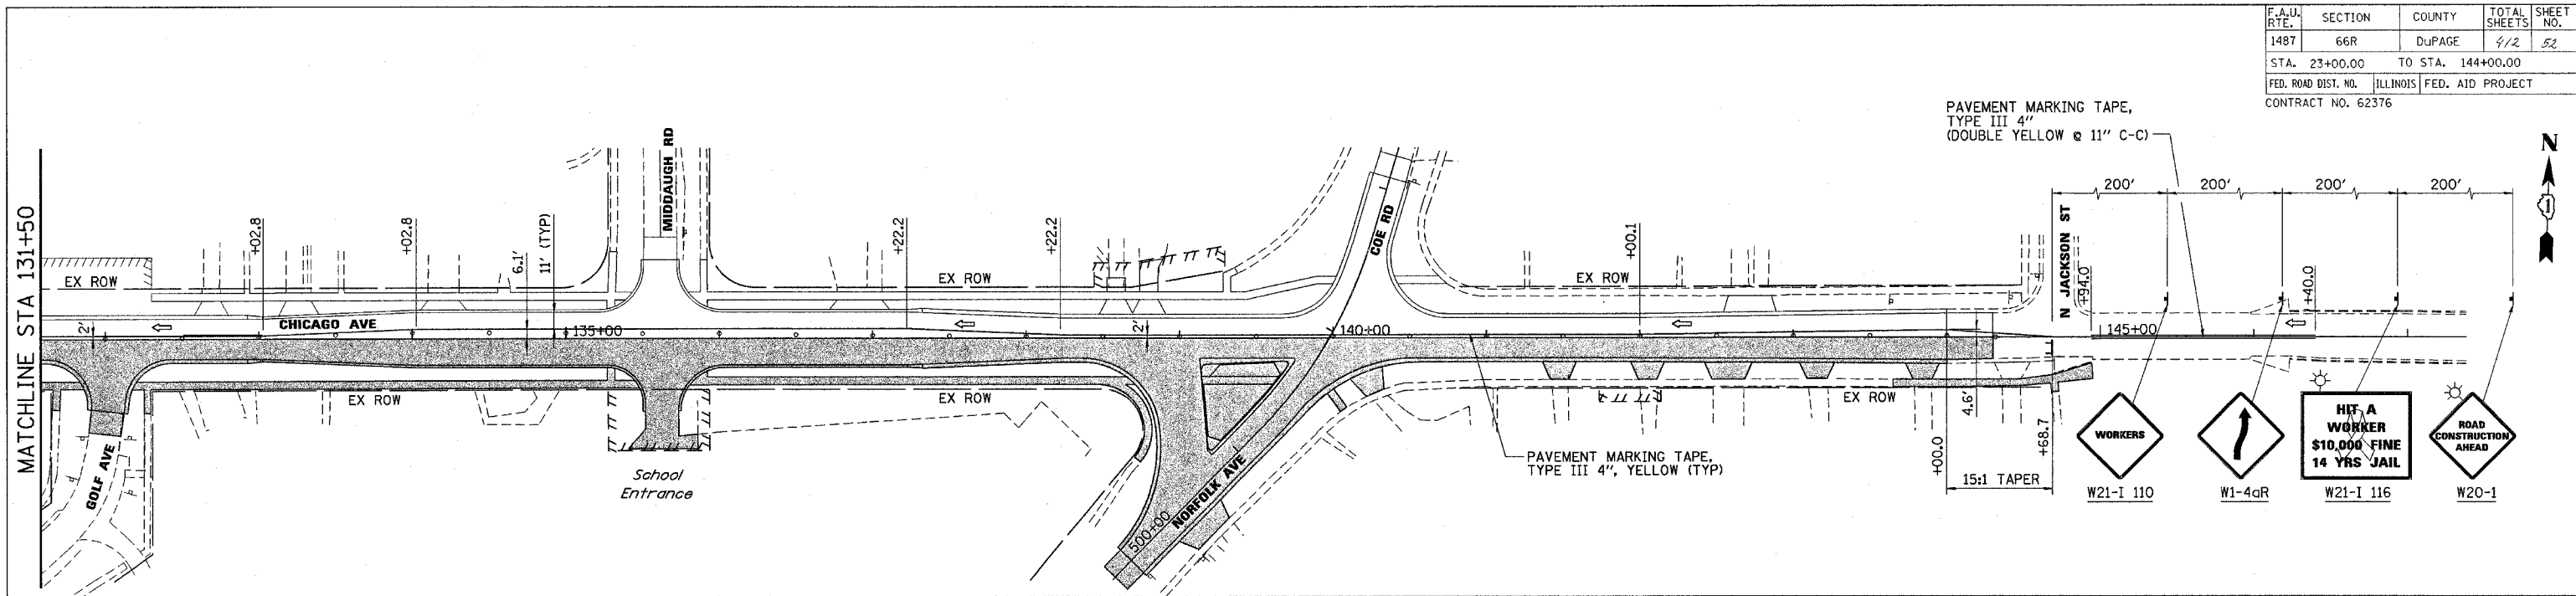 F.A.U. RTE. SECTION COUNTY TOTAL SHEETS SHEET NO.
1487 66R DuPAGE 412 52
STA. 23+00.00 TO STA. 144+00.00
FED. ROAD DIST. NO. ILLINOIS FED. AID PROJECT
CONTRACT NO. 62376
PAVEMENT MARKING TAPE,
TYPE III 4"
(DOUBLE YELLOW @ 11" C-C)
N
1
200' 200' 200' 200'
MATCHLINE STA 131+50
MIDDAUGH RD
COE RD
N JACKSON ST
+02.8
+02.8
6.1'
11' (TYP)
+22.2
+22.2
+00.1
+94.0
+40.0
EX ROW
EX ROW
EX ROW
2'
CHICAGO AVE
135+00
2'
140+00
145+00
EX ROW
EX ROW
EX ROW
GOLF AVE
School
Entrance
NORFOLK AVE
500+00
PAVEMENT MARKING TAPE,
TYPE III 4", YELLOW (TYP)
4.6'
+00.0
+68.7
15:1 TAPER
WORKERS
W21-I 110
W1-4aR
HIT A
WORKER
$10,000 FINE
14 YRS JAIL
W21-I 116
ROAD
CONSTRUCTION
AHEAD
W20-1